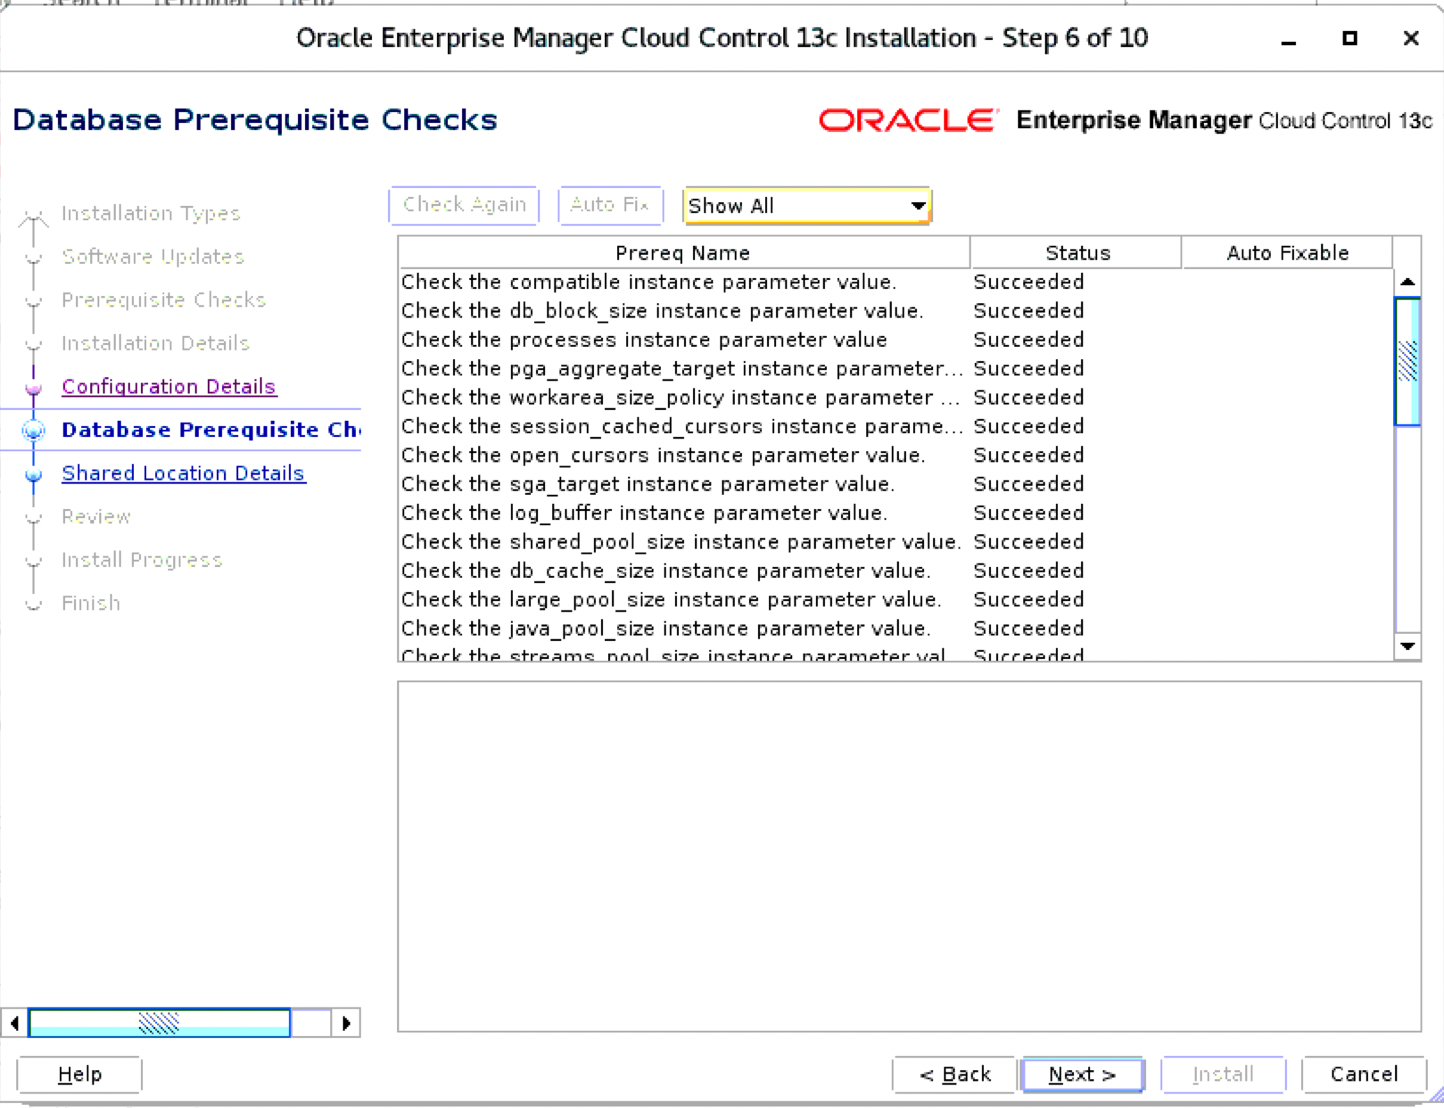 Search Terminal Help
Oracle Enterprise Manager Cloud Control 13c Installation - Step 6 of 10
Database Prerequisite Checks
ORACLE Enterprise Manager Cloud Control 13c
Installation Types
Software Updates
Prerequisite Checks
Installation Details
Configuration Details
Database Prerequisite Ch
Shared Location Details
Review
Install Progress
Finish
Check Again Auto Fix Show All
Prereq Name Status Auto Fixable
Check the compatible instance parameter value. Succeeded
Check the db_block_size instance parameter value. Succeeded
Check the processes instance parameter value Succeeded
Check the pga_aggregate_target instance parameter... Succeeded
Check the workarea_size_policy instance parameter ... Succeeded
Check the session_cached_cursors instance parame... Succeeded
Check the open_cursors instance parameter value. Succeeded
Check the sga_target instance parameter value. Succeeded
Check the log_buffer instance parameter value. Succeeded
Check the shared_pool_size instance parameter value. Succeeded
Check the db_cache_size instance parameter value. Succeeded
Check the large_pool_size instance parameter value. Succeeded
Check the java_pool_size instance parameter value. Succeeded
Check the streams_pool_size instance parameter val... Succeeded
Help < Back Next > Install Cancel